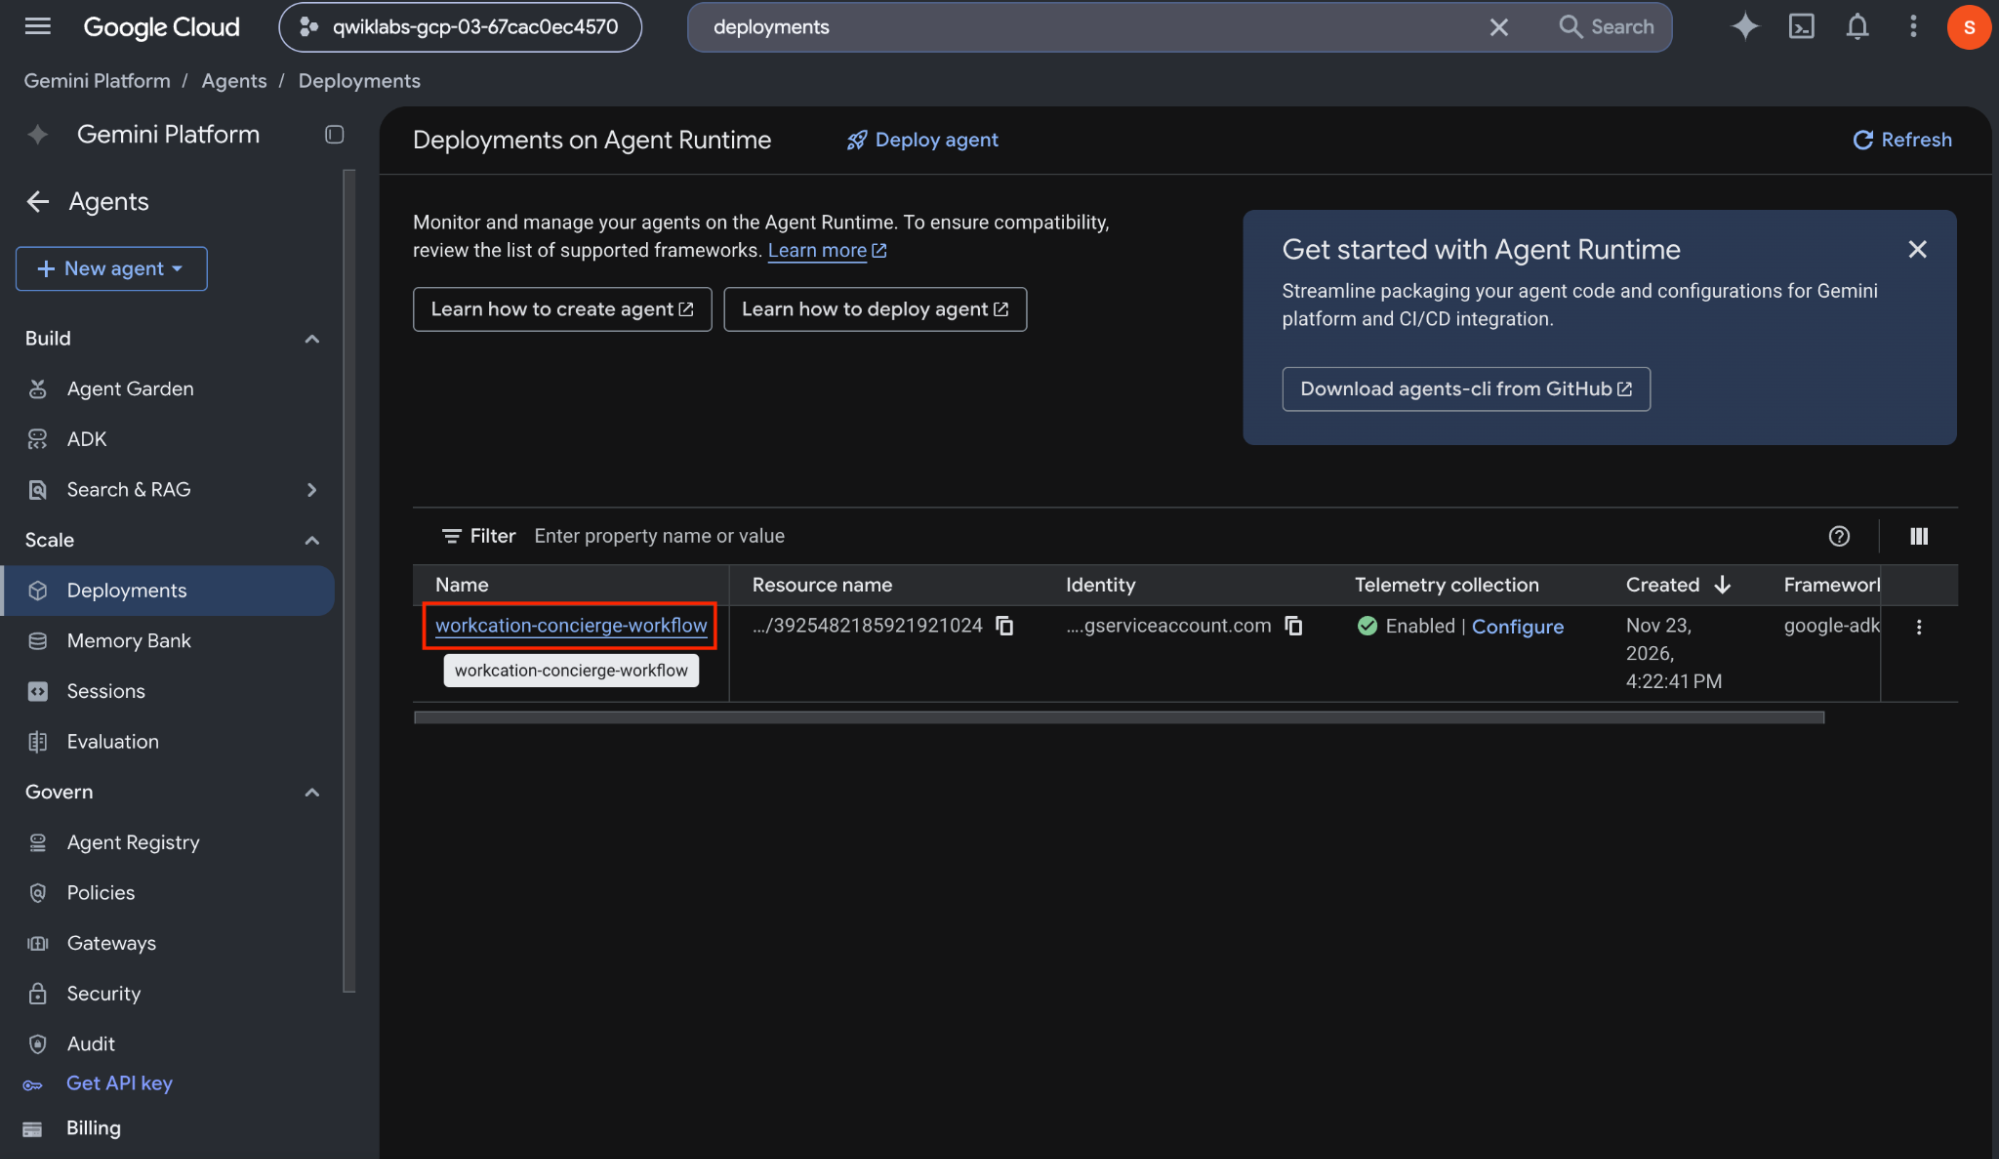 Google Cloud
qwiklabs-gcp-03-67cac0ec4570
deployments
Search
S
Gemini Platform / Agents / Deployments
Gemini Platform
Agents
New agent
Build
Agent Garden
ADK
Search & RAG
Scale
Deployments
Memory Bank
Sessions
Evaluation
Govern
Agent Registry
Policies
Gateways
Security
Audit
Get API key
Billing
Deployments on Agent Runtime
Deploy agent
Refresh
Monitor and manage your agents on the Agent Runtime. To ensure compatibility,
review the list of supported frameworks. Learn more
Learn how to create agent
Learn how to deploy agent
Get started with Agent Runtime
Streamline packaging your agent code and configurations for Gemini
platform and CI/CD integration.
Download agents-cli from GitHub
Filter Enter property name or value
Name Resource name Identity Telemetry collection Created Framework
workcation-concierge-workflow .../3925482185921921024 ....gserviceaccount.com Enabled | Configure Nov 23, google-adk
2026,
4:22:41 PM
workcation-concierge-workflow